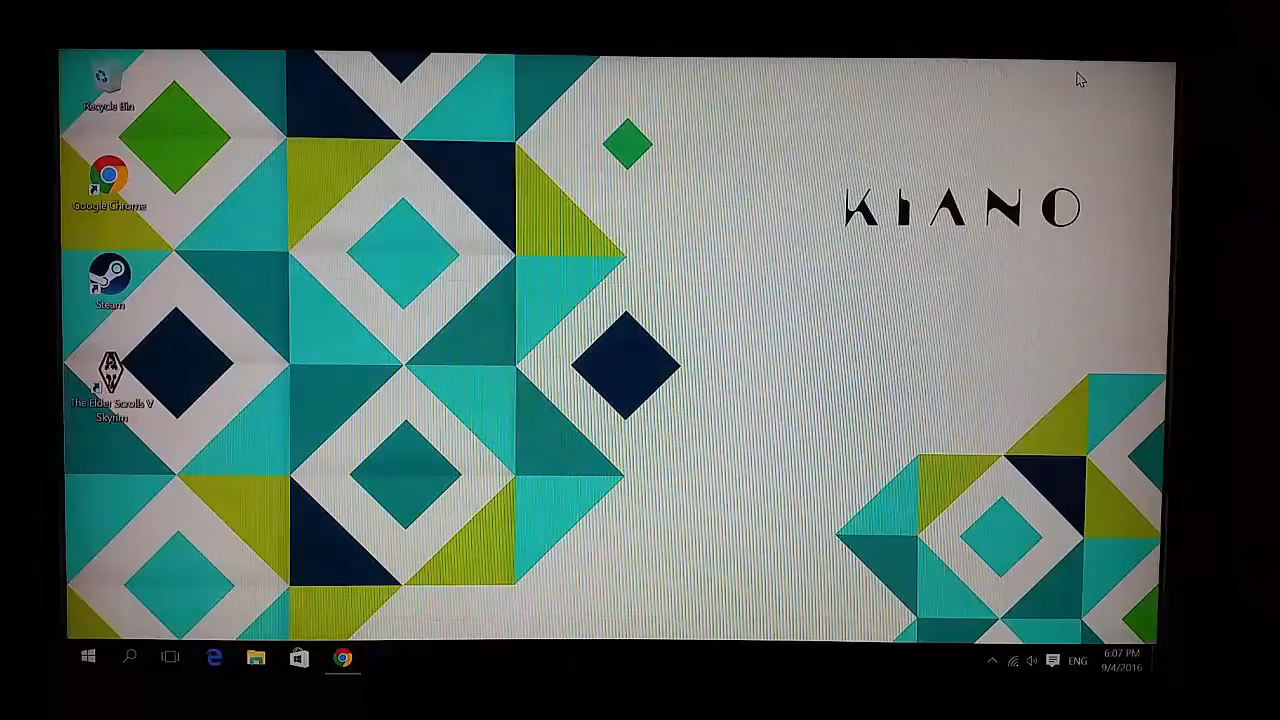 Recycle Bin
KIANO
Google Chrome
Steam
The Elder Scrolls V
Skyrim
ENG
6:07 PM
9/4/2016